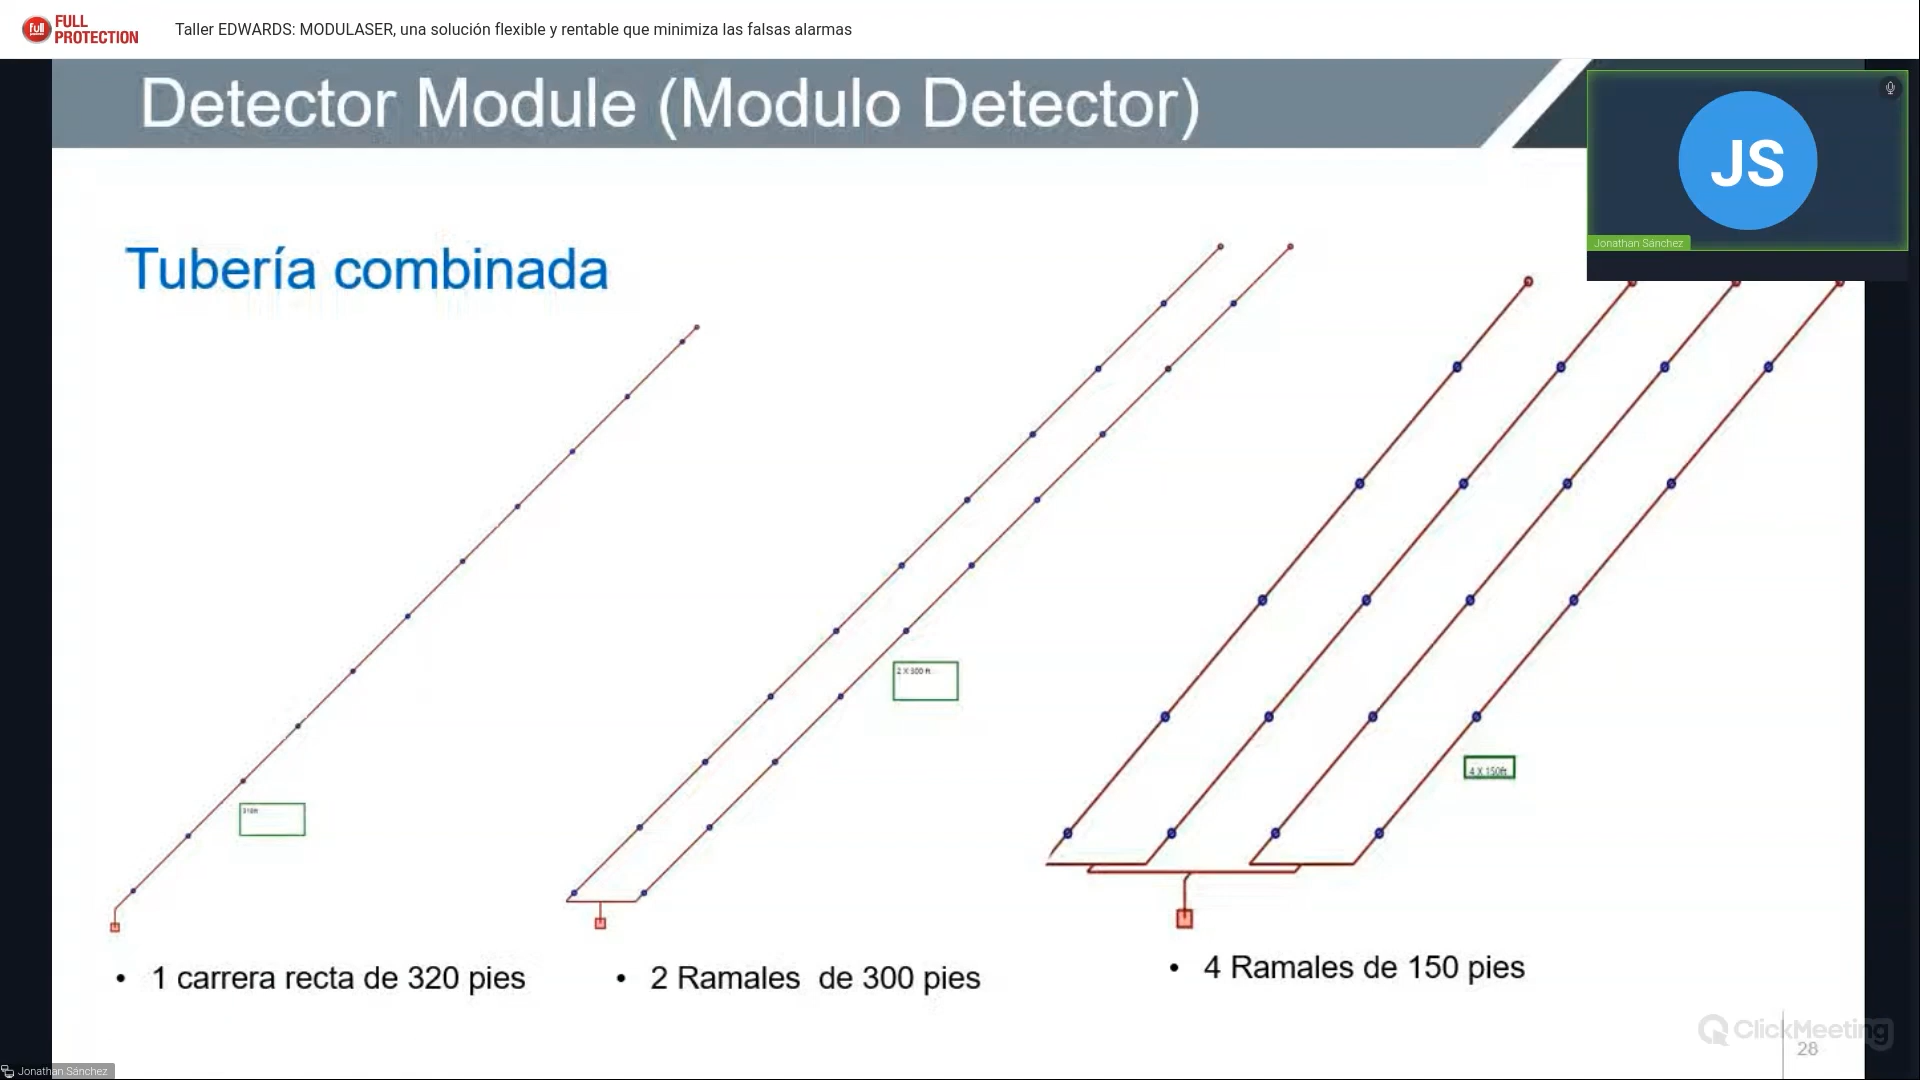 full
FULL
PROTECTION
Taller EDWARDS: MODULASER, una solución flexible y rentable que minimiza las falsas alarmas
Detector Module (Modulo Detector)
JS
Jonathan Sánchez
Tubería combinada
2 X 300 ft
4 X 150ft
1 carrera recta de 320 pies
2 Ramales de 300 pies
4 Ramales de 150 pies
ClickMeeting
28
Jonathan Sánchez